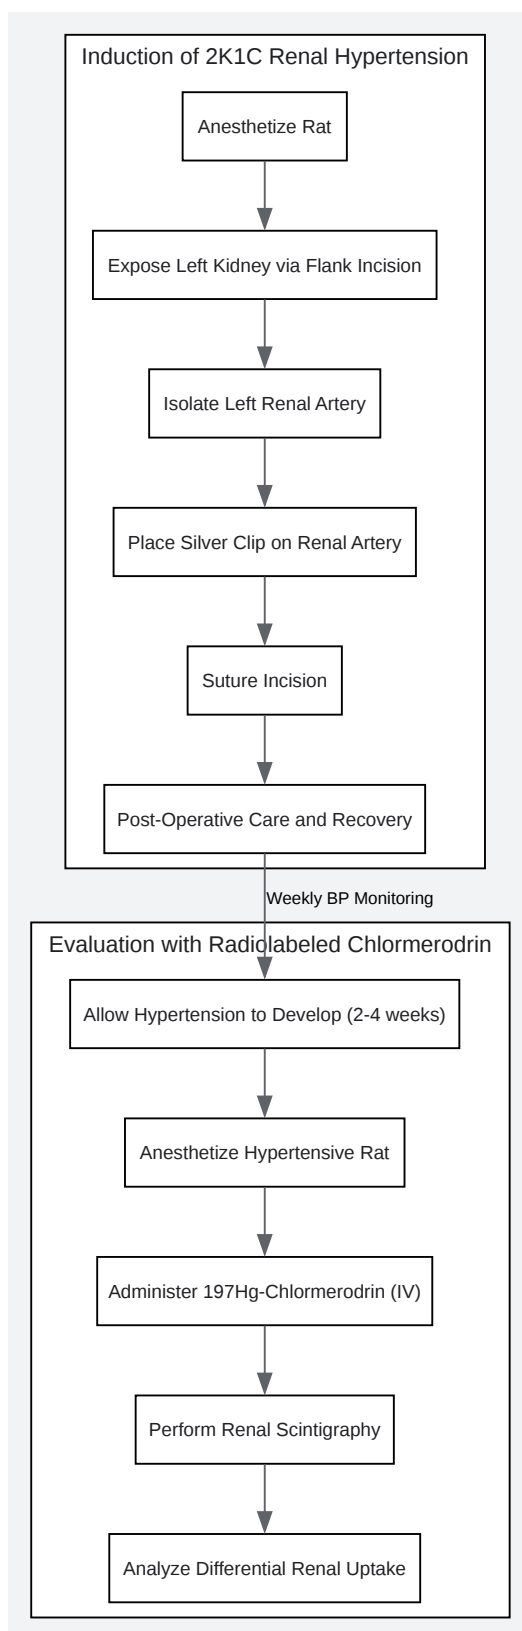 Induction of 2K1C Renal Hypertension
Anesthetize Rat
Expose Left Kidney via Flank Incision
Isolate Left Renal Artery
Place Silver Clip on Renal Artery
Suture Incision
Post-Operative Care and Recovery
Weekly BP Monitoring
Evaluation with Radiolabeled Chlormerodrin
Allow Hypertension to Develop (2-4 weeks)
Anesthetize Hypertensive Rat
Administer 197Hg-Chlormerodrin (IV)
Perform Renal Scintigraphy
Analyze Differential Renal Uptake